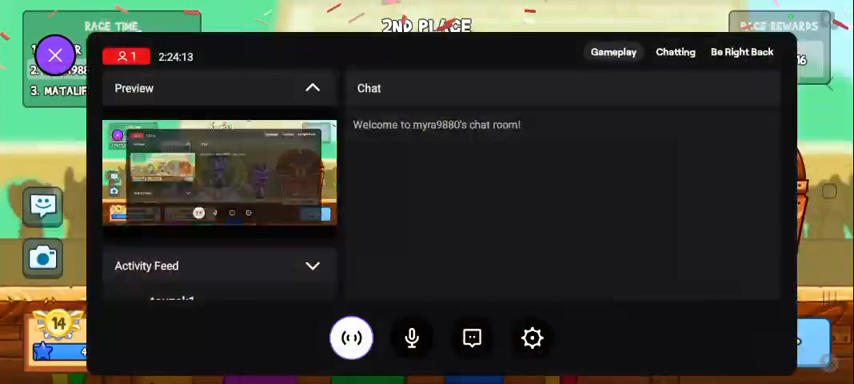 RACE TIME
2ND PLACE
RACE REWARDS
1
2:24:13
Gameplay
Chatting
Be Right Back
Preview
Chat
Welcome to myra9880's chat room!
3. MATALIF
Activity Feed
14